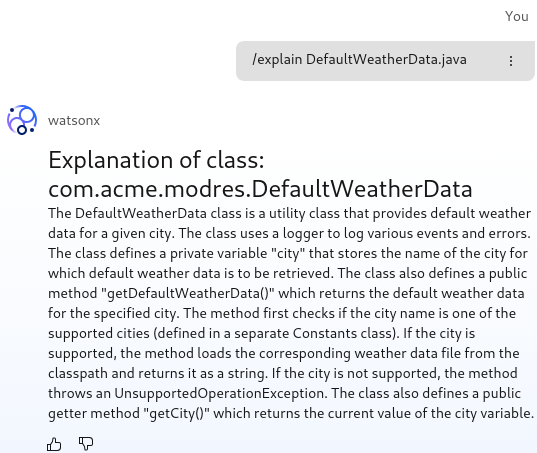 You
/explain DefaultWeatherData.java
watsonx
Explanation of class:
com.acme.modres.DefaultWeatherData
The DefaultWeatherData class is a utility class that provides default weather
data for a given city. The class uses a logger to log various events and errors.
The class defines a private variable "city" that stores the name of the city for
which default weather data is to be retrieved. The class also defines a public
method "getDefaultWeatherData()" which returns the default weather data
for the specified city. The method first checks if the city name is one of the
supported cities (defined in a separate Constants class). If the city is
supported, the method loads the corresponding weather data file from the
classpath and returns it as a string. If the city is not supported, the method
throws an UnsupportedOperationException. The class also defines a public
getter method "getCity()" which returns the current value of the city variable.